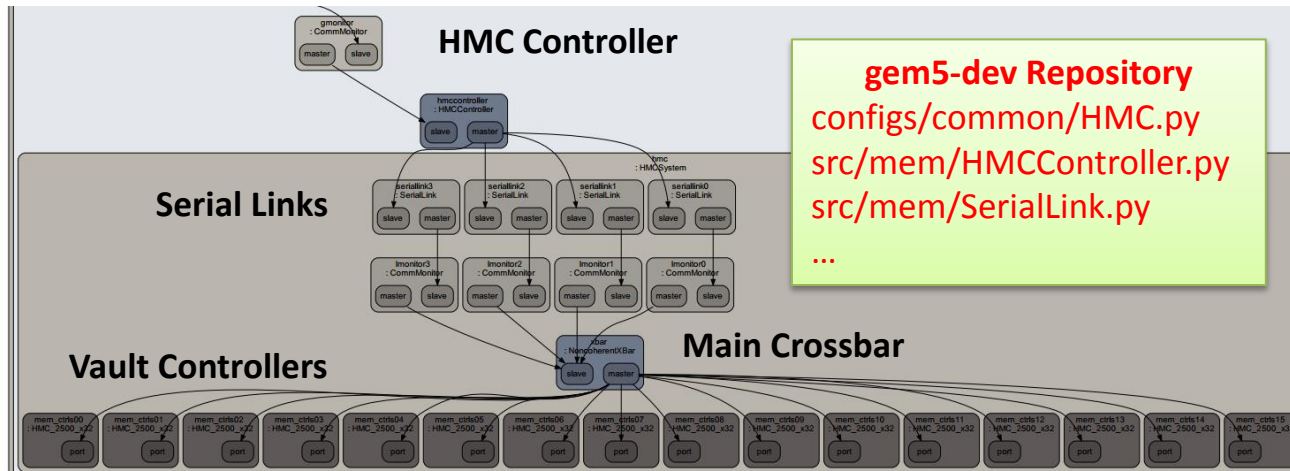 gmonitor
: CommMonitor
master slave
HMC Controller
gem5-dev Repository
configs/common/HMC.py
src/mem/HMCController.py
src/mem/SerialLink.py
...
hmccontroller
: HMCController
slave master
hmc
: HMCSystem
Serial Links
seriallink3 seriallink2 seriallink1 seriallink0
: SerialLink : SerialLink : SerialLink : SerialLink
slave master slave master slave master slave master
lmonitor3 lmonitor2 lmonitor1 lmonitor0
: CommMonitor : CommMonitor : CommMonitor : CommMonitor
master slave master slave master slave master slave
Main Crossbar
xbar
: NoncoherentXBar
slave master
Vault Controllers
mem_ctrls00 mem_ctrls01 mem_ctrls02 mem_ctrls03 mem_ctrls04 mem_ctrls05 mem_ctrls06 mem_ctrls07 mem_ctrls08 mem_ctrls09 mem_ctrls10 mem_ctrls11 mem_ctrls12 mem_ctrls13 mem_ctrls14 mem_ctrls15
: HMC_2500_x32 : HMC_2500_x32 : HMC_2500_x32 : HMC_2500_x32 : HMC_2500_x32 : HMC_2500_x32 : HMC_2500_x32 : HMC_2500_x32 : HMC_2500_x32 : HMC_2500_x32 : HMC_2500_x32 : HMC_2500_x32 : HMC_2500_x32 : HMC_2500_x32 : HMC_2500_x32 : HMC_2500_x32
port port port port port port port port port port port port port port port port